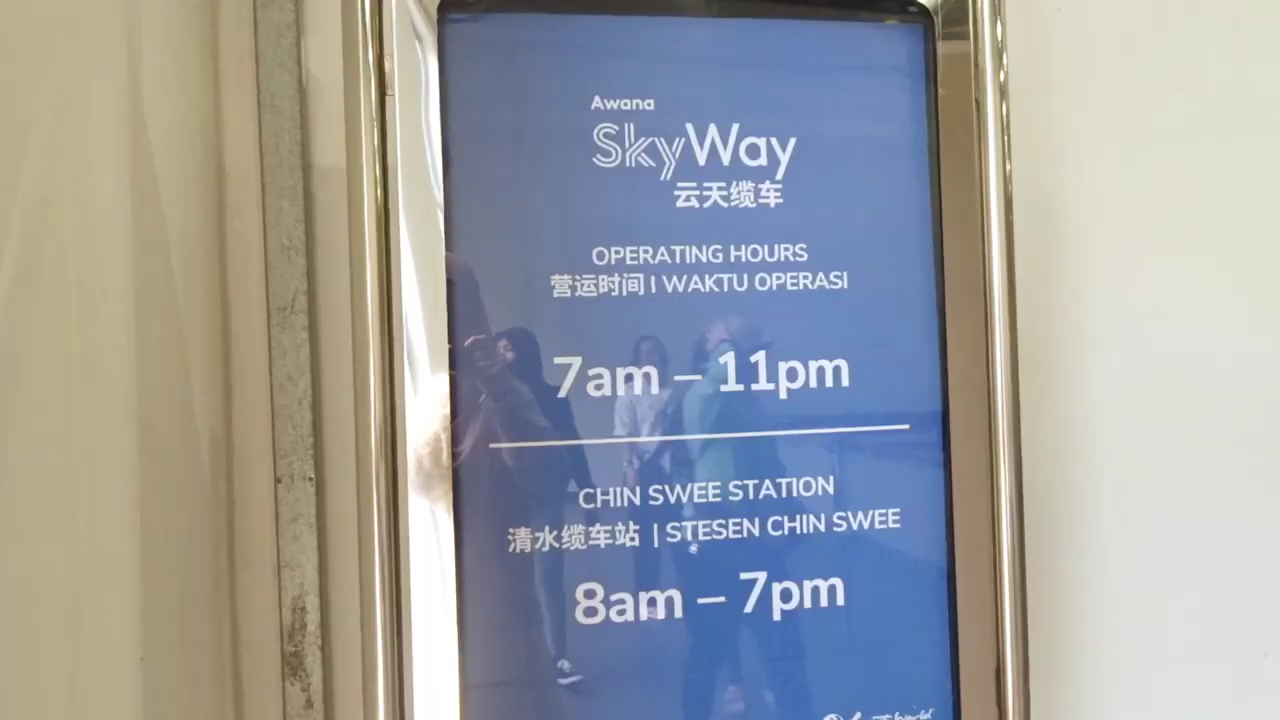 Awana
SkyWay
云天缆车
OPERATING HOURS
营运时间 | WAKTU OPERASI
7am – 11pm
CHIN SWEE STATION
清水缆车站 | STESEN CHIN SWEE
8am – 7pm